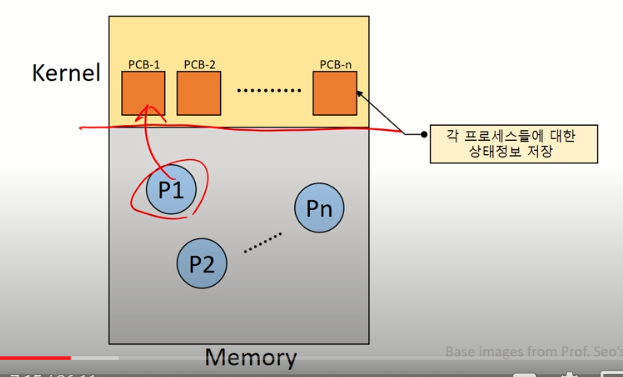 PCB-1 PCB-2 PCB-n
Kernel
각 프로세스들에 대한
상태정보 저장
P1
Pn
P2
Memory
Base images from Prof. Seo's